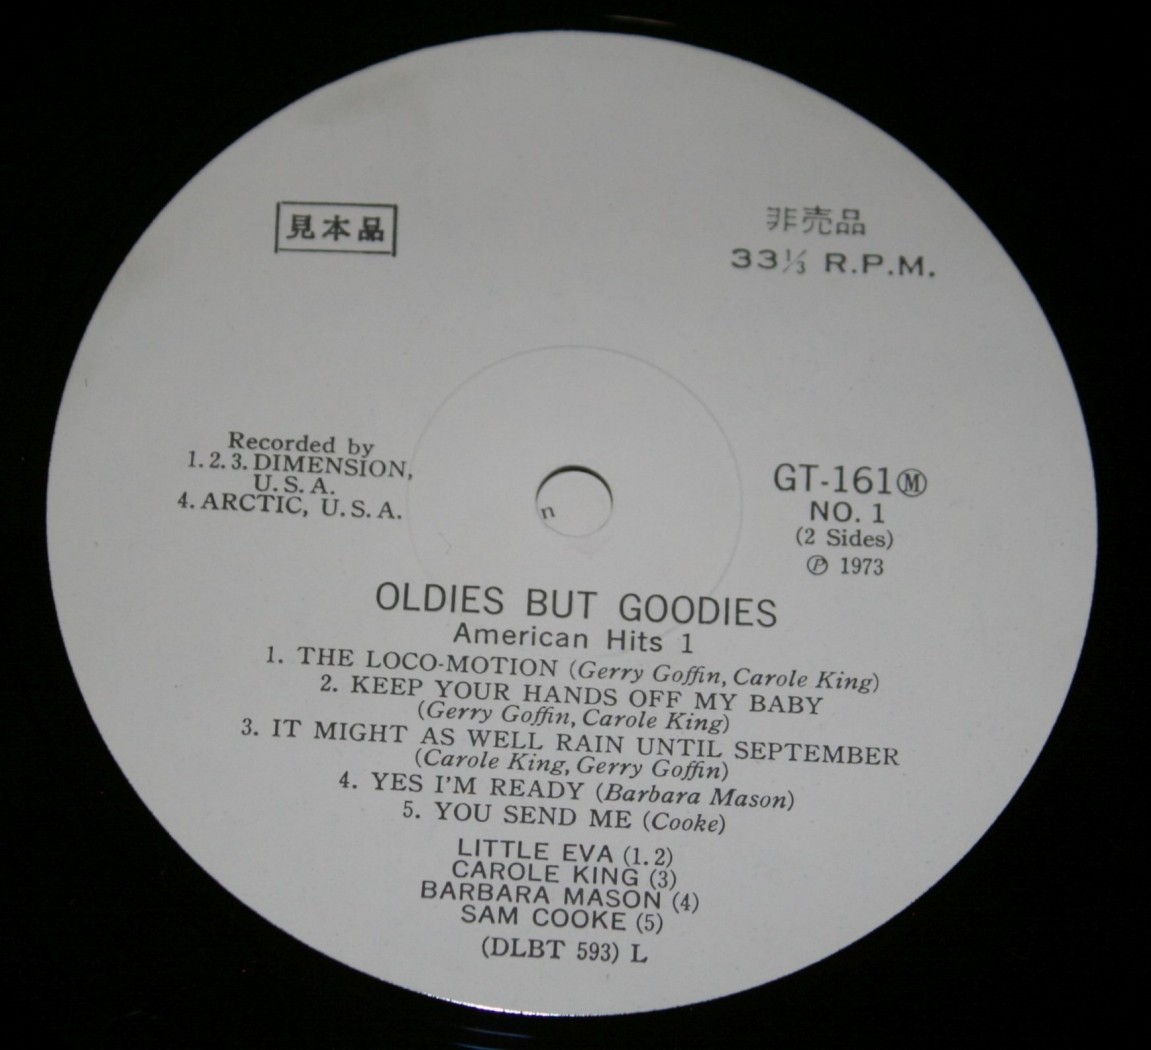 見本品
非売品
33⅓ R.P.M.
Recorded by
1.2.3. DIMENSION,
U.S.A.
4. ARCTIC, U.S.A.
GT-161Ⓜ
NO. 1
(2 Sides)
Ⓟ 1973
n
OLDIES BUT GOODIES
American Hits 1
1. THE LOCO-MOTION (Gerry Goffin, Carole King)
2. KEEP YOUR HANDS OFF MY BABY
(Gerry Goffin, Carole King)
3. IT MIGHT AS WELL RAIN UNTIL SEPTEMBER
(Carole King, Gerry Goffin)
4. YES I'M READY (Barbara Mason)
5. YOU SEND ME (Cooke)
LITTLE EVA (1.2)
CAROLE KING (3)
BARBARA MASON (4)
SAM COOKE (5)
(DLBT 593) L